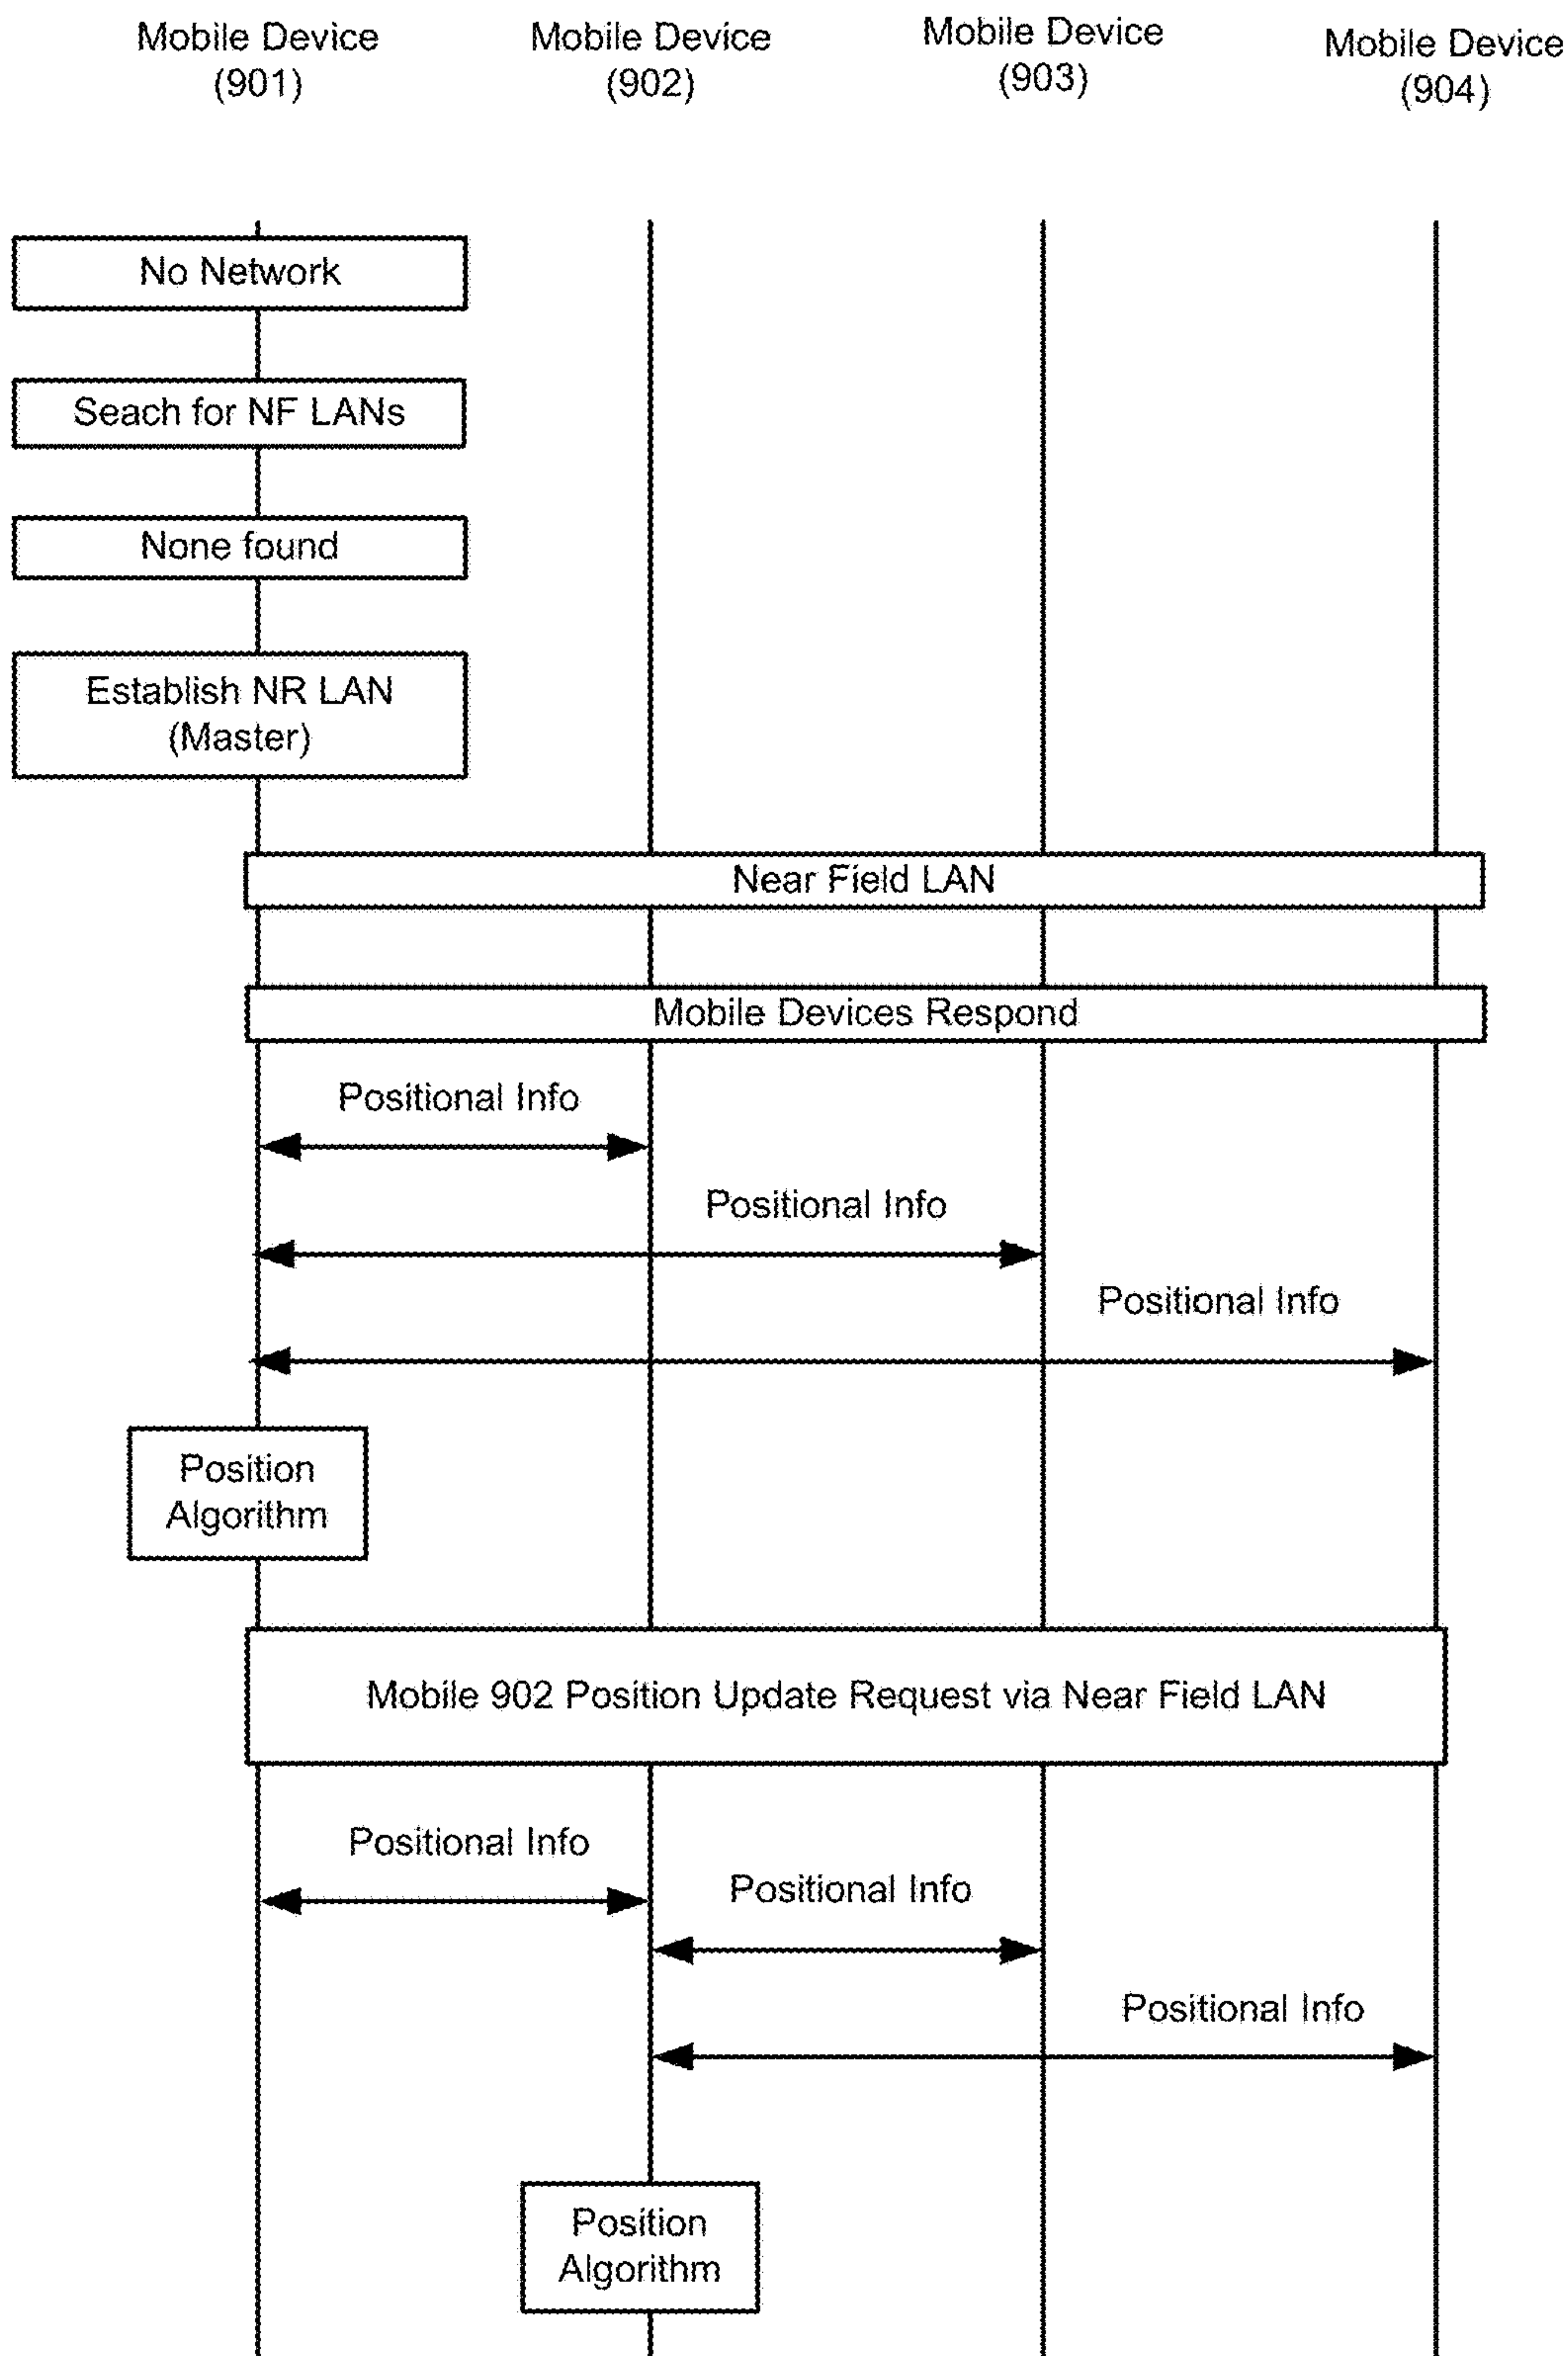 Mobile Device
(901)
Mobile Device
(902)
Mobile Device
(903)
Mobile Device
(904)
No Network
Seach for NF LANs
None found
Establish NR LAN
(Master)
Near Field LAN
Mobile Devices Respond
Positional Info
Positional Info
Positional Info
Position
Algorithm
Mobile 902 Position Update Request via Near Field LAN
Positional Info
Positional Info
Positional Info
Position
Algorithm